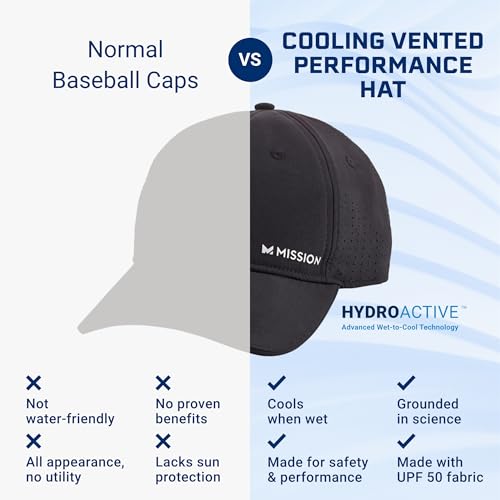 Normal
Baseball Caps
VS
COOLING VENTED
PERFORMANCE
HAT
MISSION
HYDROACTIVE™
Advanced Wet-to-Cool Technology
Not
water-friendly
No proven
benefits
Cools
when wet
Grounded
in science
All appearance,
no utility
Lacks sun
protection
Made for safety
& performance
Made with
UPF 50 fabric